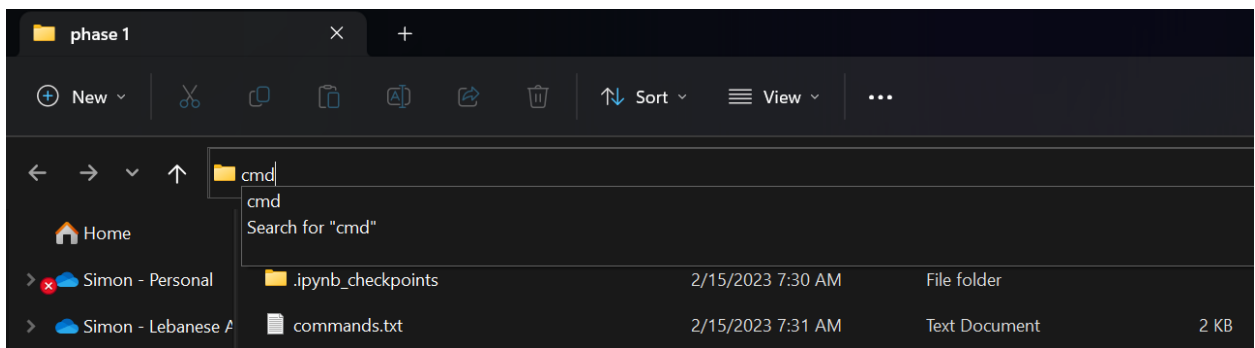 phase 1
New Sort View
cmd
cmd
Search for "cmd"
Home
Simon - Personal .ipynb_checkpoints 2/15/2023 7:30 AM File folder
Simon - Lebanese A commands.txt 2/15/2023 7:31 AM Text Document 2 KB